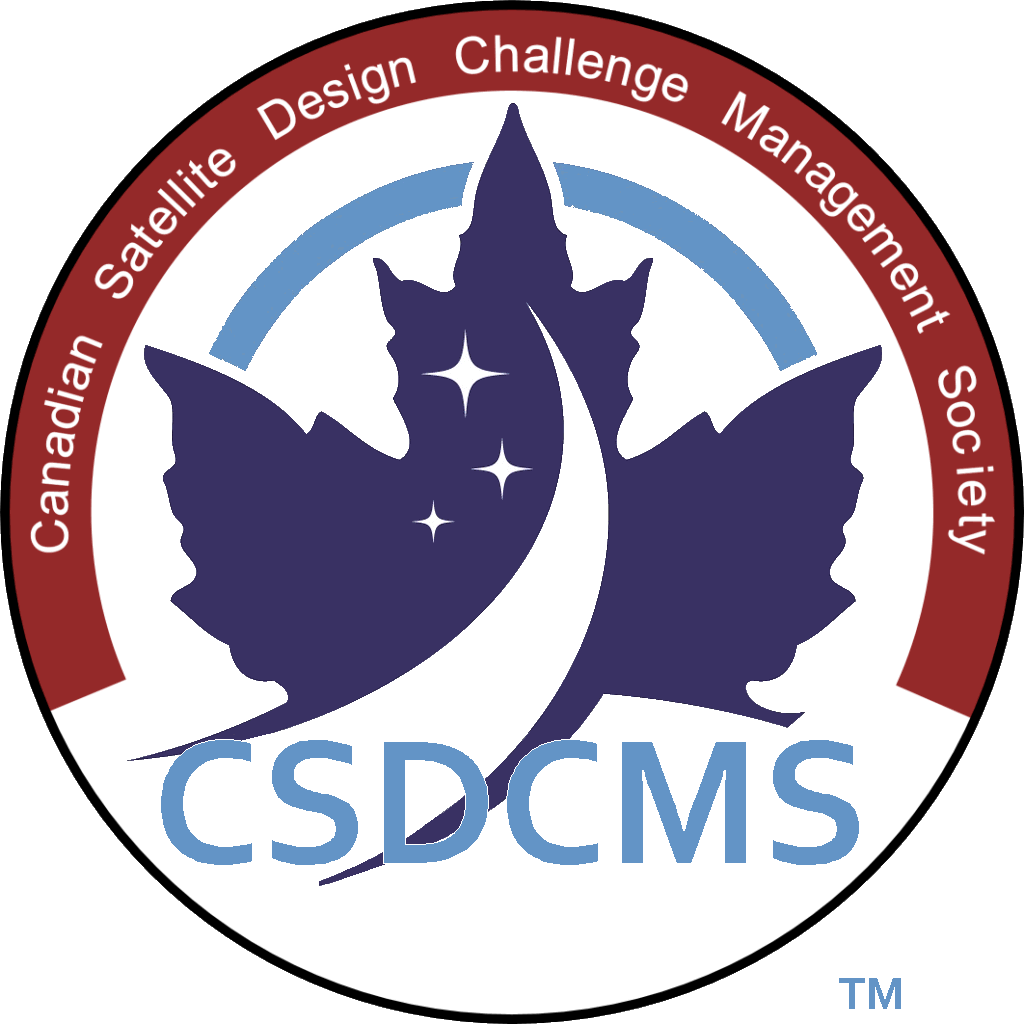 Canadian Satellite Design Challenge Management Society
CSDCMS
TM